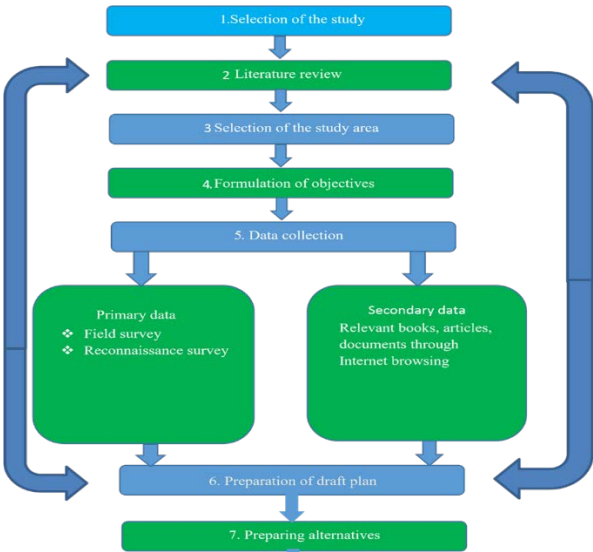 1.Selection of the study
2 Literature review
3 Selection of the study area
4.Formulation of objectives
5. Data collection
Primary data
❖ Field survey
❖ Reconnaissance survey
Secondary data
Relevant books, articles,
documents through
Internet browsing
6. Preparation of draft plan
7. Preparing alternatives